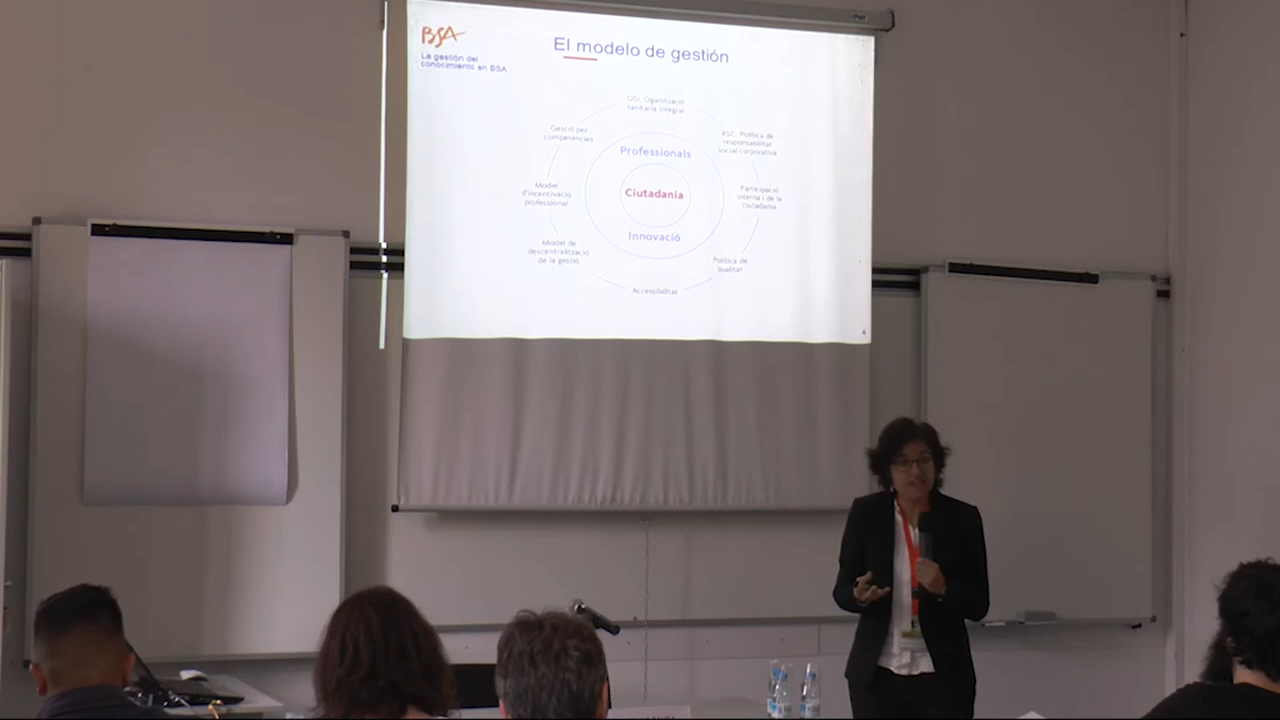 BSA
La gestión del
conocimiento en BSA
El modelo de gestión
OSI. Organització
sanitària integral
Gestió per
competències
RSC. Política de
responsabilitat
social corporativa
Professionals
Model
d'incentivació
professional
Ciutadania
Participació
interna i de la
ciutadania
Innovació
Model de
descentralització
de la gestió
Política de
qualitat
Accessibilitat
4